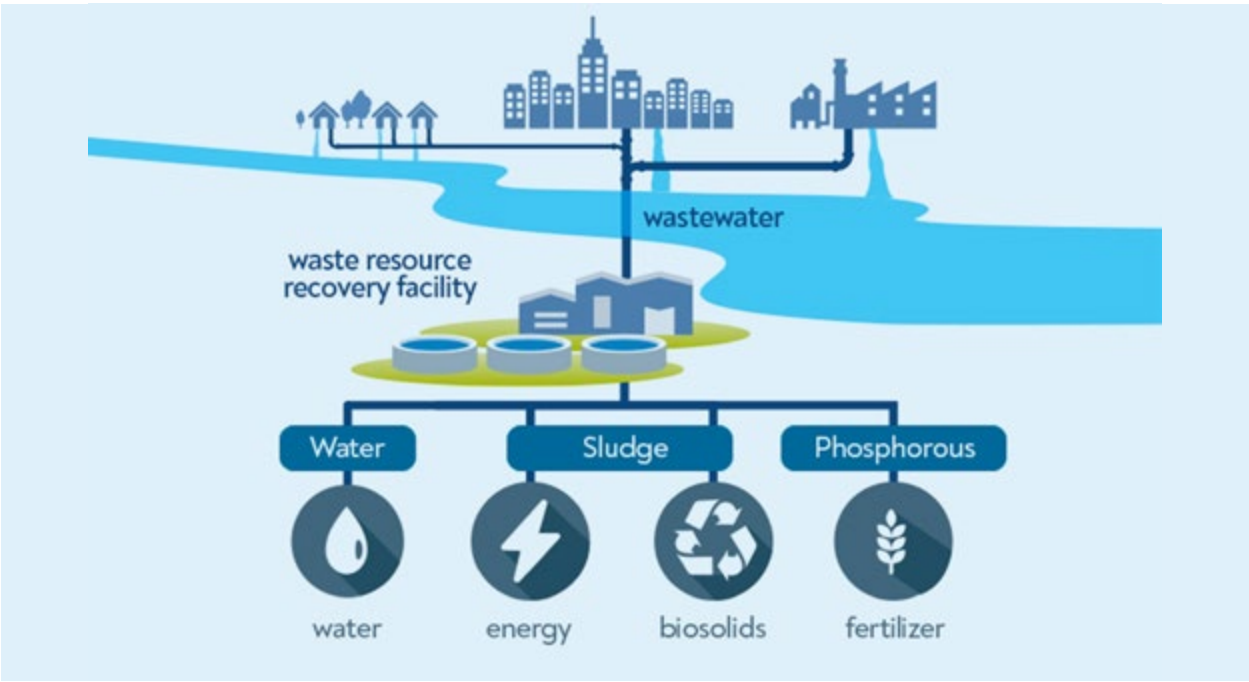 wastewater
waste resource
recovery facility
Water
Sludge
Phosphorous
water
energy
biosolids
fertilizer